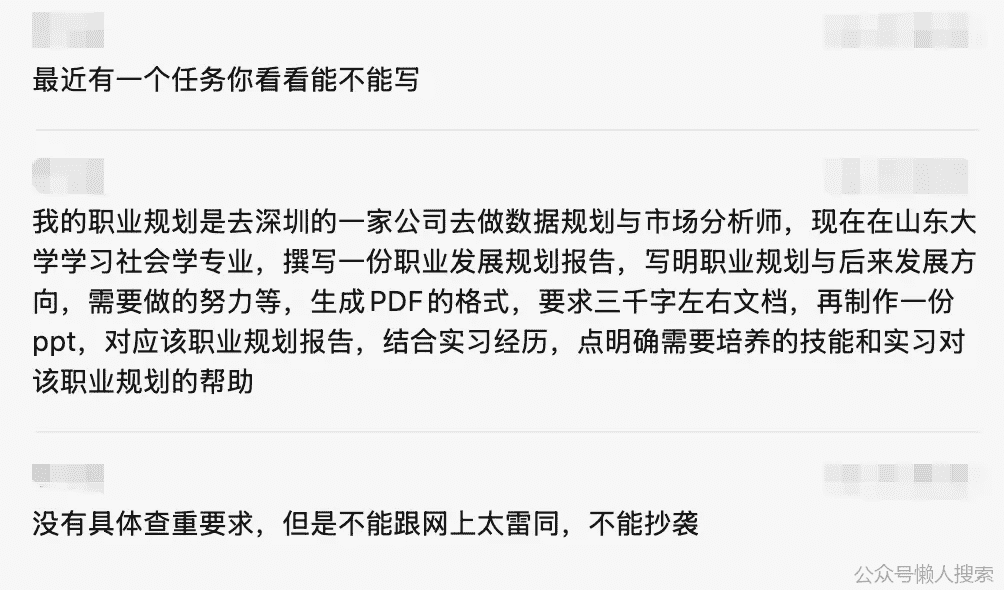 最近有一个任务你看看能不能写
我的职业规划是去深圳的一家公司去做数据规划与市场分析师，现在在山东大
学学习社会学专业，撰写一份职业发展规划报告，写明职业规划与后来发展方
向，需要做的努力等，生成PDF的格式，要求三千字左右文档，再制作一份
ppt，对应该职业规划报告，结合实习经历，点明确需要培养的技能和实习对
该职业规划的帮助
没有具体查重要求，但是不能跟网上太雷同，不能抄袭
公众号懒人搜索